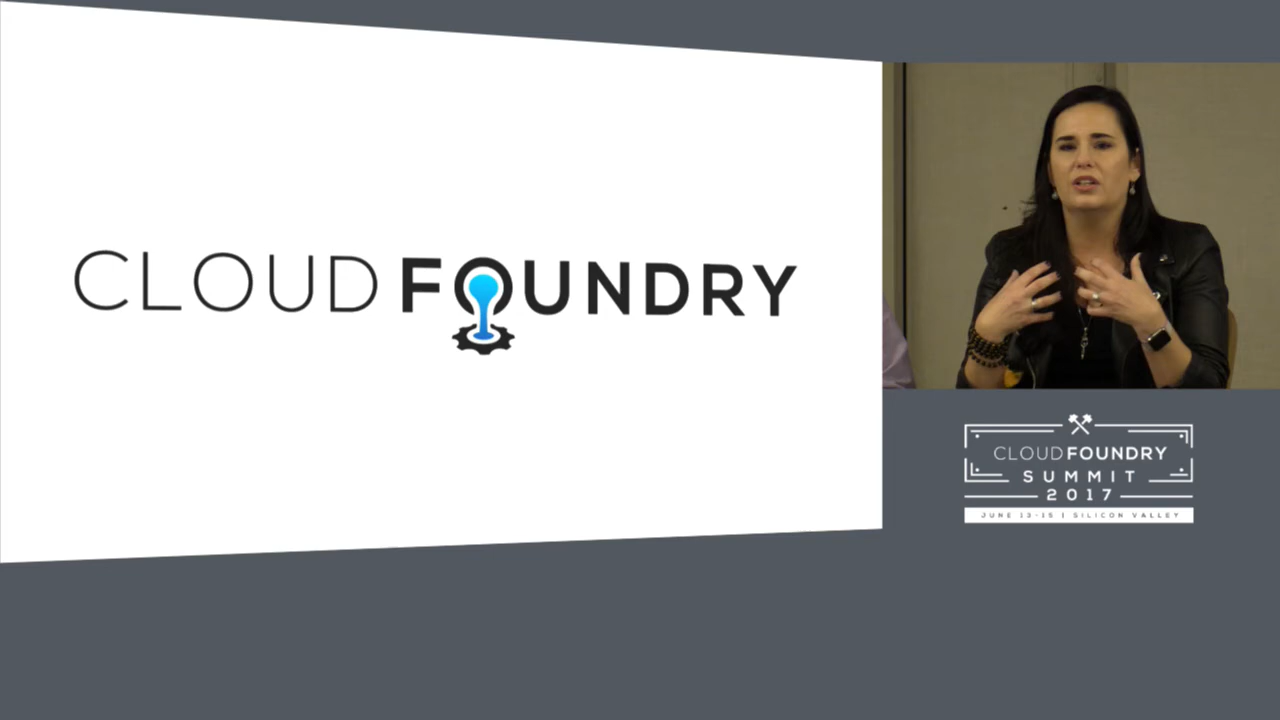 CLOUD FOUNDRY
CLOUD FOUNDRY
SUMMIT
2017
JUNE 13-15 | SILICON VALLEY